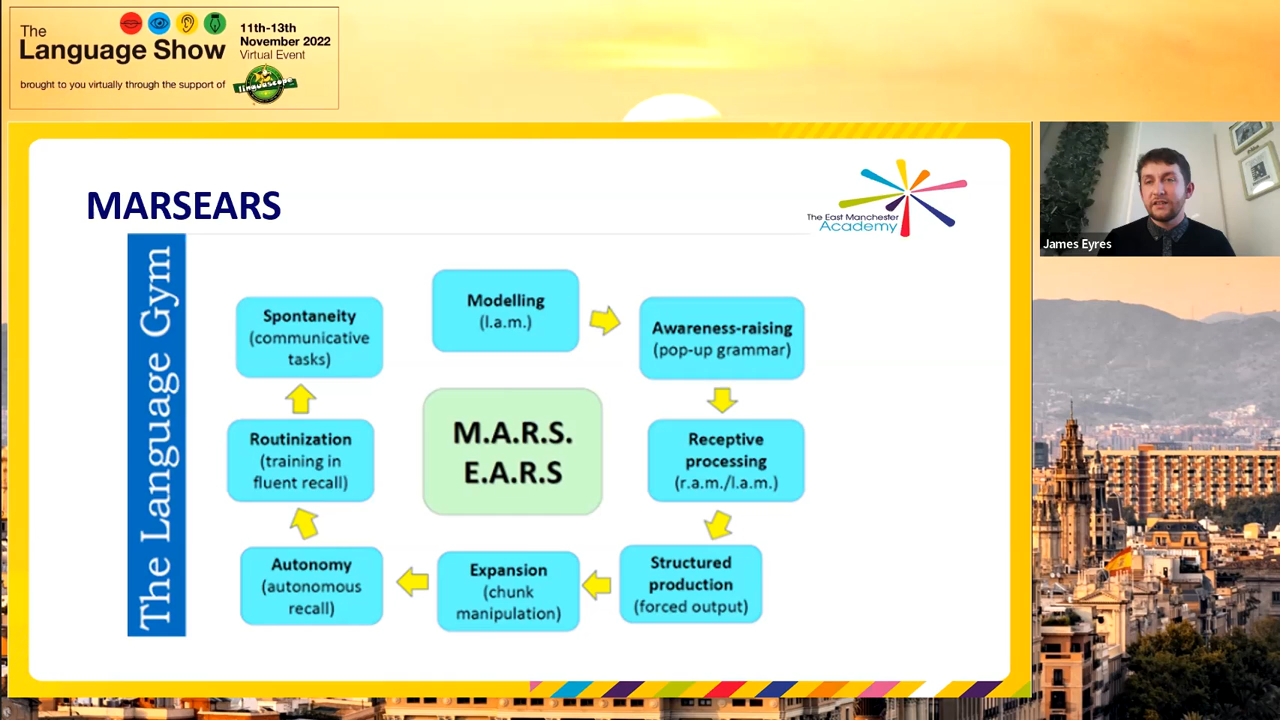 The
Language Show
11th-13th
November 2022
Virtual Event
brought to you virtually through the support of
linguascope
MARSEARS
The East Manchester
Academy
The Language Gym
Modelling
(l.a.m.)
Awareness-raising
(pop-up grammar)
Receptive
processing
(r.a.m./l.a.m.)
Structured
production
(forced output)
Expansion
(chunk
manipulation)
Autonomy
(autonomous
recall)
Routinization
(training in
fluent recall)
Spontaneity
(communicative
tasks)
M.A.R.S.
E.A.R.S
James Eyres